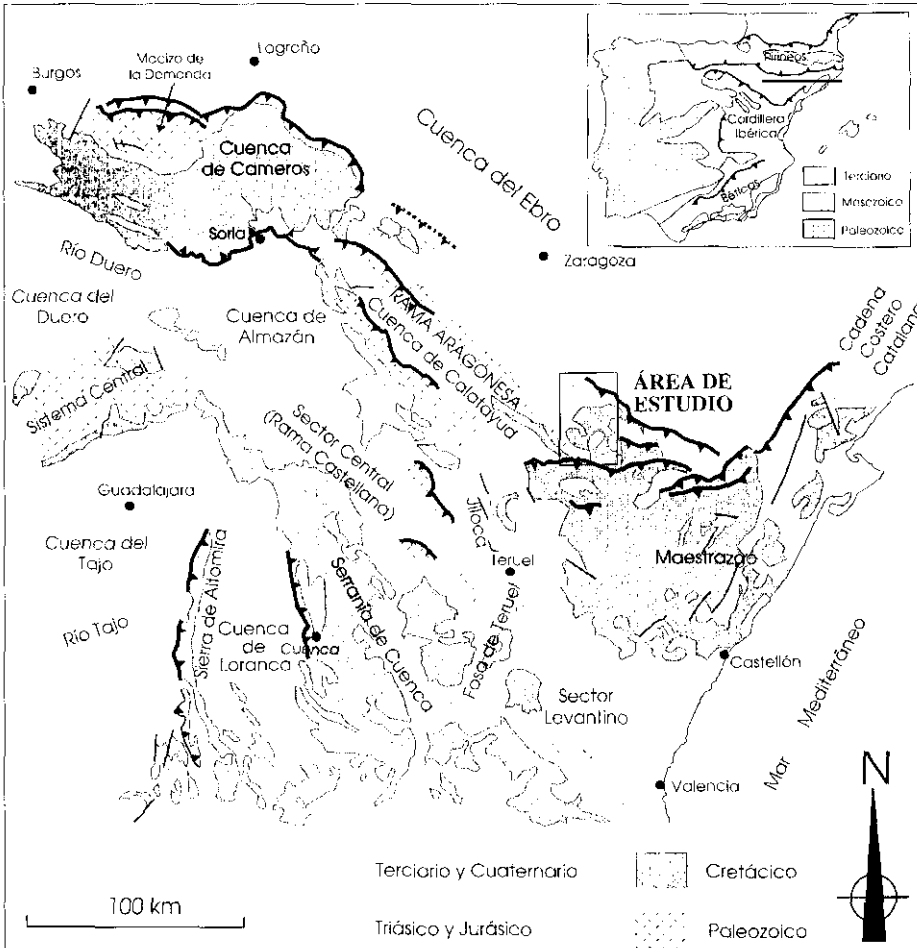 Logroño
Macizo de
la Demanda
Burgos
Cuenca
de Cameros
Soria
Cuenca del Ebro
Zaragoza
Pirineos
Cordillera
Ibérica
Béticas
Terciario
Mesozoico
Paleozoico
Río Duero
Cuenca del
Duero
Cuenca de
Almazán
RAMA ARAGONESA
Cuenca de Calatayud
Sistema Central
Sector Central
(Rama Castellana)
ÁREA DE
ESTUDIO
Cadena
Costero
Catalana
Guadalajara
Cuenca del
Tajo
Río Tajo
Sierra de Altomira
Cuenca
de
Loranca
Cuenca
Serranía de Cuenca
Jiloca
Teruel
Fosa de Teruel
Maestrazgo
Castellón
Sector
Levantino
Valencia
Mar Mediterráneo
N
100 km
Terciario y Cuaternario
Cretácico
Triásico y Jurásico
Paleozoico